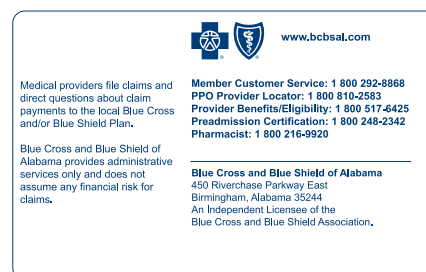 www.bcbsal.com
Medical providers file claims and
direct questions about claim
payments to the local Blue Cross
and/or Blue Shield Plan.
Blue Cross and Blue Shield of
Alabama provides administrative
services only and does not
assume any financial risk for
claims.
Member Customer Service: 1 800 292-8868
PPO Provider Locator: 1 800 810-2583
Provider Benefits/Eligibility: 1 800 517-6425
Preadmission Certification: 1 800 248-2342
Pharmacist: 1 800 216-9920
Blue Cross and Blue Shield of Alabama
450 Riverchase Parkway East
Birmingham, Alabama 35244
An Independent Licensee of the
Blue Cross and Blue Shield Association.